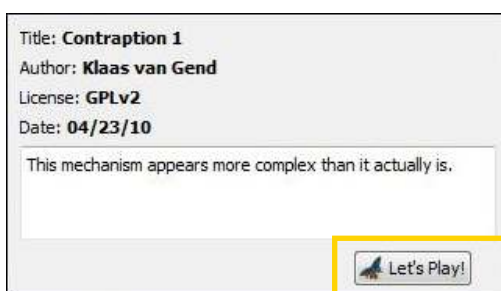 Title: Contraption 1
Author: Klaas van Gend
License: GPLv2
Date: 04/23/10
This mechanism appears more complex than it actually is.
Let's Play!